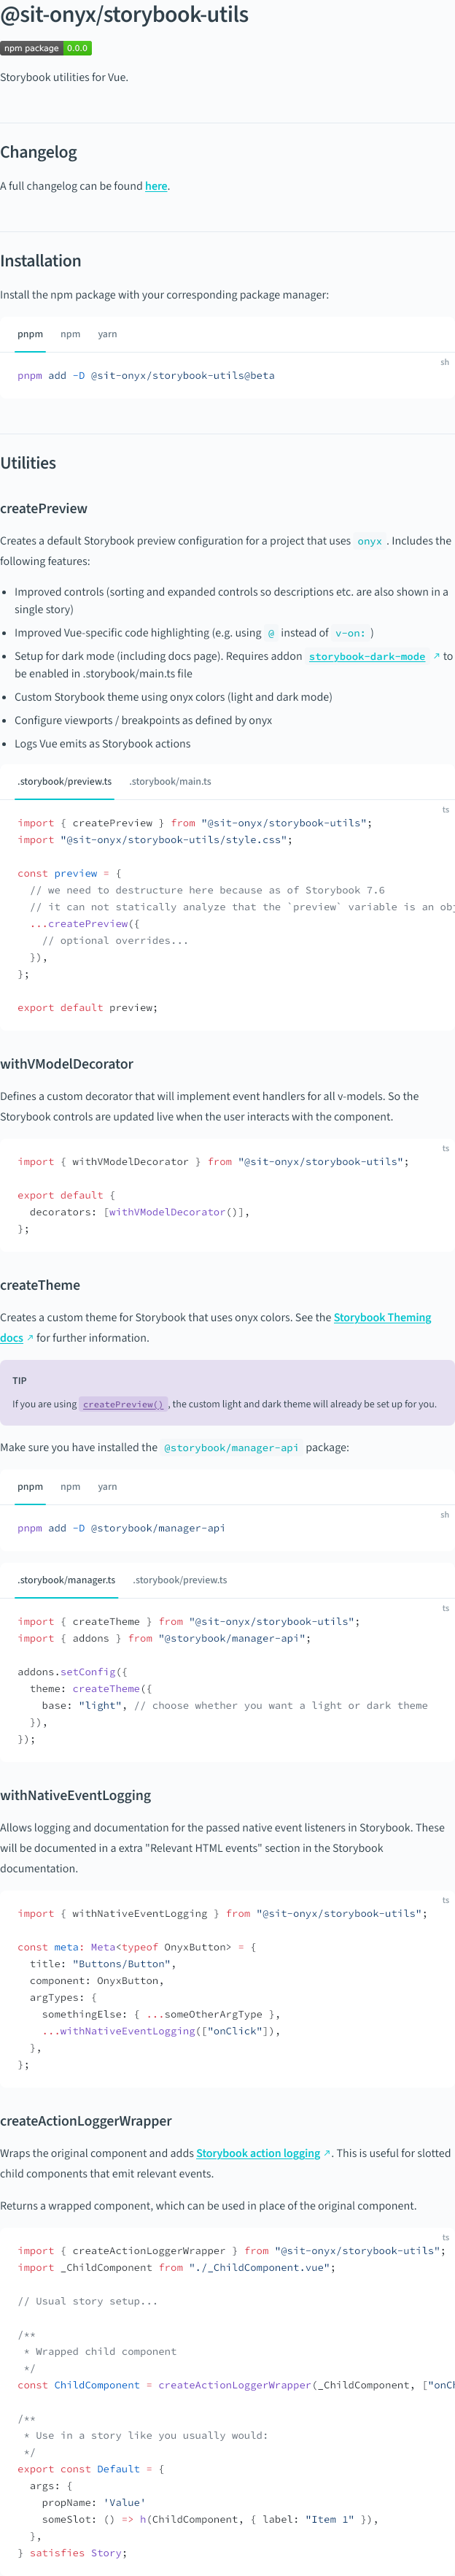 @sit-onyx/storybook-utils
npm package 0.0.0
Storybook utilities for Vue.
Changelog
A full changelog can be found here.
Installation
Install the npm package with your corresponding package manager:
pnpm npm yarn
sh
pnpm add -D @sit-onyx/storybook-utils@beta
Utilities
createPreview
Creates a default Storybook preview configuration for a project that uses onyx . Includes the
following features:
• Improved controls (sorting and expanded controls so descriptions etc. are also shown in a
single story)
• Improved Vue-specific code highlighting (e.g. using @ instead of v-on: )
• Setup for dark mode (including docs page). Requires addon storybook-dark-mode ↗ to
be enabled in .storybook/main.ts file
• Custom Storybook theme using onyx colors (light and dark mode)
• Configure viewports / breakpoints as defined by onyx
• Logs Vue emits as Storybook actions
.storybook/preview.ts .storybook/main.ts
ts
import { createPreview } from "@sit-onyx/storybook-utils";
import "@sit-onyx/storybook-utils/style.css";
const preview = {
// we need to destructure here because as of Storybook 7.6
// it can not statically analyze that the `preview` variable is an obj
...createPreview({
// optional overrides...
}),
};
export default preview;
withVModelDecorator
Defines a custom decorator that will implement event handlers for all v-models. So the
Storybook controls are updated live when the user interacts with the component.
ts
import { withVModelDecorator } from "@sit-onyx/storybook-utils";
export default {
decorators: [withVModelDecorator()],
};
createTheme
Creates a custom theme for Storybook that uses onyx colors. See the Storybook Theming
docs ↗ for further information.
TIP
If you are using createPreview() , the custom light and dark theme will already be set up for you.
Make sure you have installed the @storybook/manager-api package:
pnpm npm yarn
sh
pnpm add -D @storybook/manager-api
.storybook/manager.ts .storybook/preview.ts
ts
import { createTheme } from "@sit-onyx/storybook-utils";
import { addons } from "@storybook/manager-api";
addons.setConfig({
theme: createTheme({
base: "light", // choose whether you want a light or dark theme
}),
});
withNativeEventLogging
Allows logging and documentation for the passed native event listeners in Storybook. These
will be documented in a extra "Relevant HTML events" section in the Storybook
documentation.
ts
import { withNativeEventLogging } from "@sit-onyx/storybook-utils";
const meta: Meta<typeof OnyxButton> = {
title: "Buttons/Button",
component: OnyxButton,
argTypes: {
somethingElse: { ...someOtherArgType },
...withNativeEventLogging(["onClick"]),
},
};
createActionLoggerWrapper
Wraps the original component and adds Storybook action logging ↗. This is useful for slotted
child components that emit relevant events.
Returns a wrapped component, which can be used in place of the original component.
ts
import { createActionLoggerWrapper } from "@sit-onyx/storybook-utils";
import _ChildComponent from "./_ChildComponent.vue";
// Usual story setup...
/**
* Wrapped child component
*/
const ChildComponent = createActionLoggerWrapper(_ChildComponent, ["onCh
/**
* Use in a story like you usually would:
*/
export const Default = {
args: {
propName: 'Value'
someSlot: () => h(ChildComponent, { label: "Item 1" }),
},
} satisfies Story;